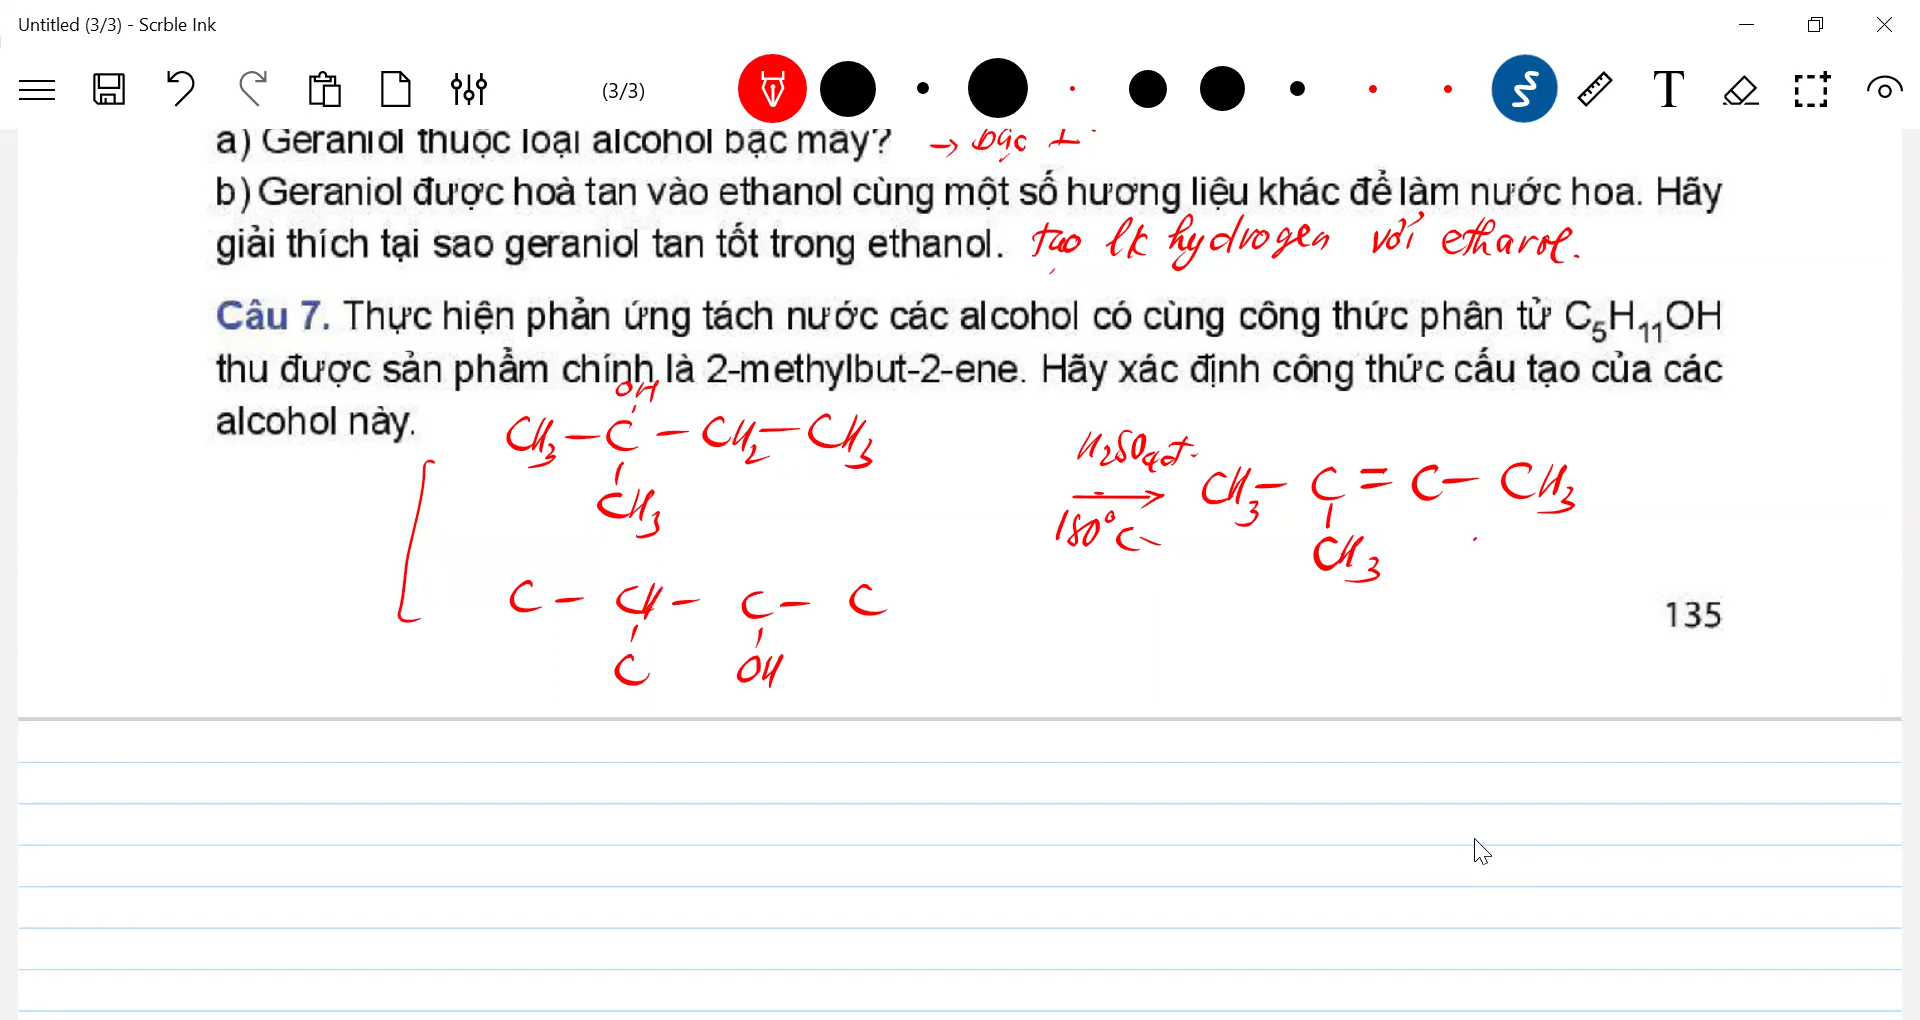 Untitled (3/3) - Scrble Ink
(3/3)
T
a) Geraniol thuộc loại alcohol bậc mấy? → bậc I.
b) Geraniol được hoà tan vào ethanol cùng một số hương liệu khác để làm nước hoa. Hãy
giải thích tại sao geraniol tan tốt trong ethanol. tạo lk hydrogen với ethanol.
Câu 7. Thực hiện phản ứng tách nước các alcohol có cùng công thức phân tử C5H11OH
thu được sản phẩm chính là 2-methylbut-2-ene. Hãy xác định công thức cấu tạo của các
alcohol này.
OH
CH3 - C - CH2 - CH3
CH3
H2SO4đ
180°C
CH3 - C = C - CH3
CH3
C - CH - C - C
C OH
135